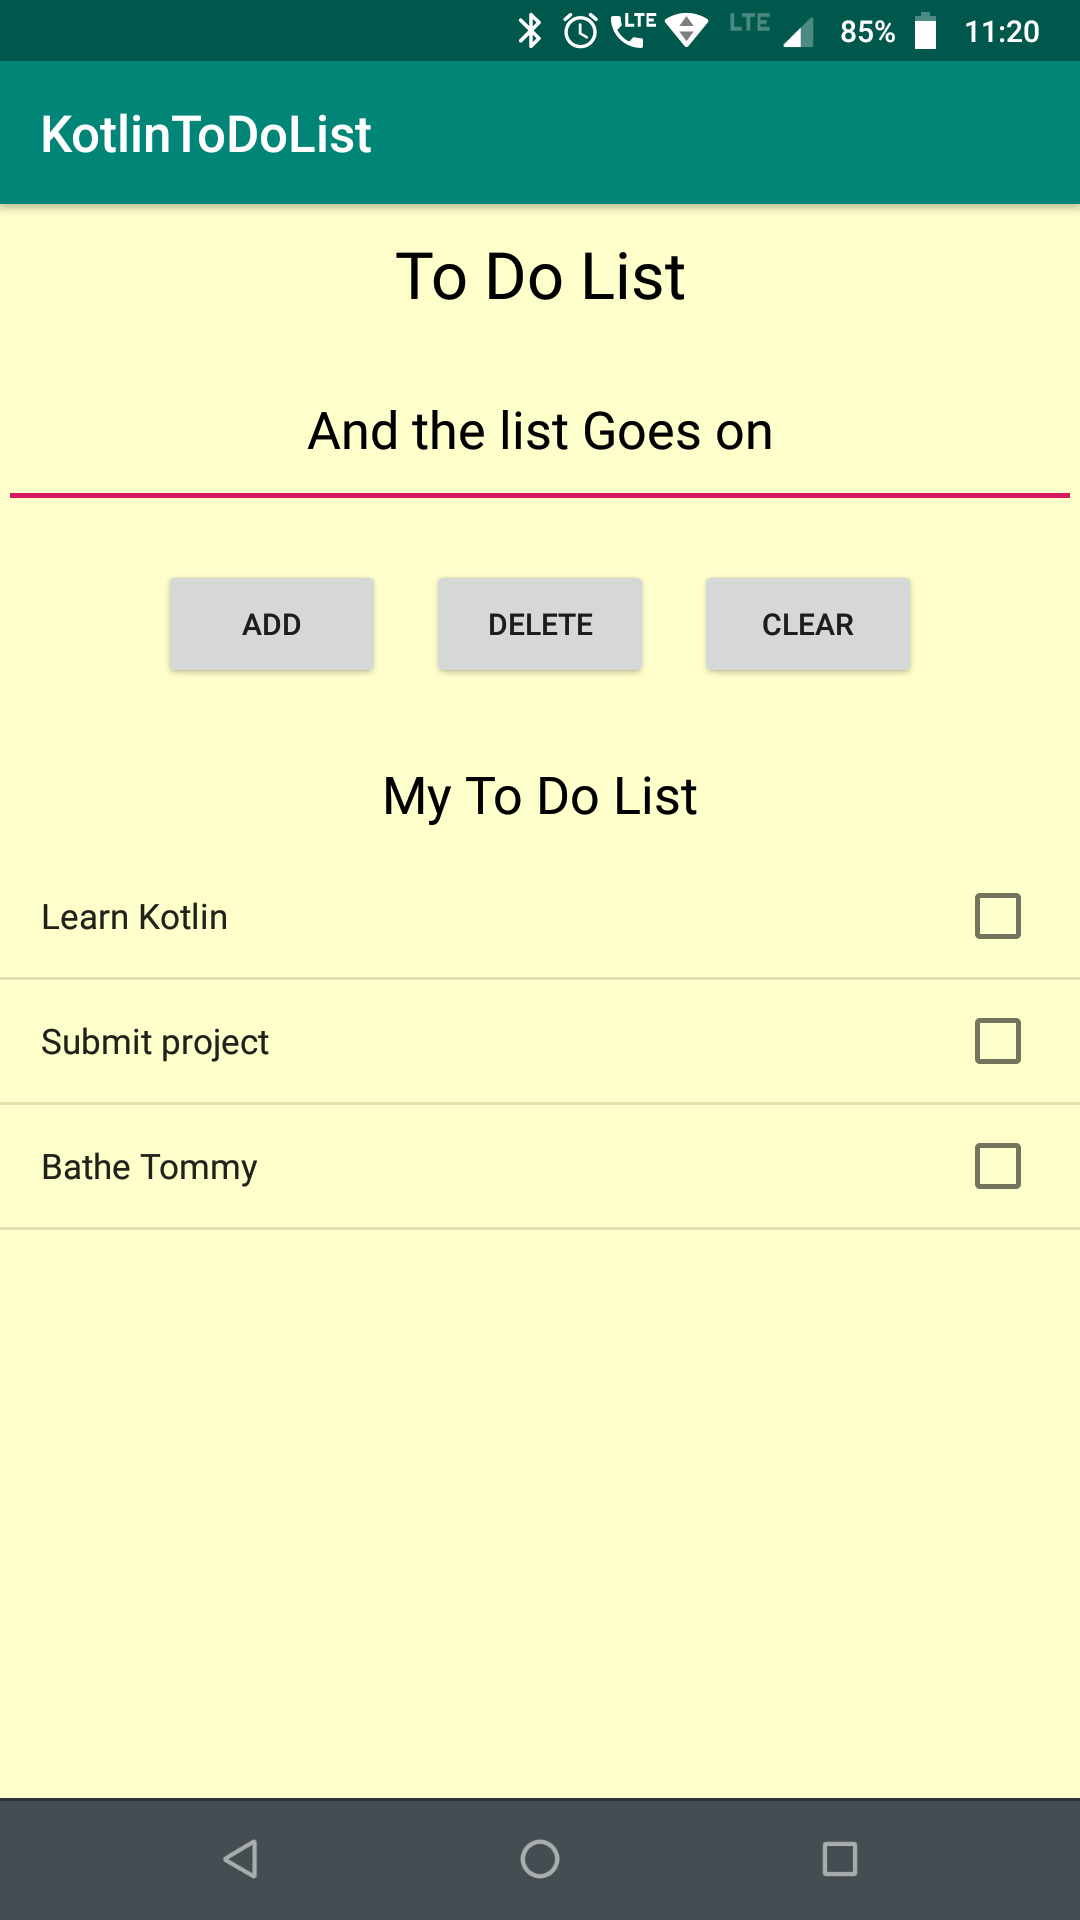 LTE LTE 85% 11:20
KotlinToDoList
To Do List
And the list Goes on
ADD DELETE CLEAR
My To Do List
Learn Kotlin
Submit project
Bathe Tommy